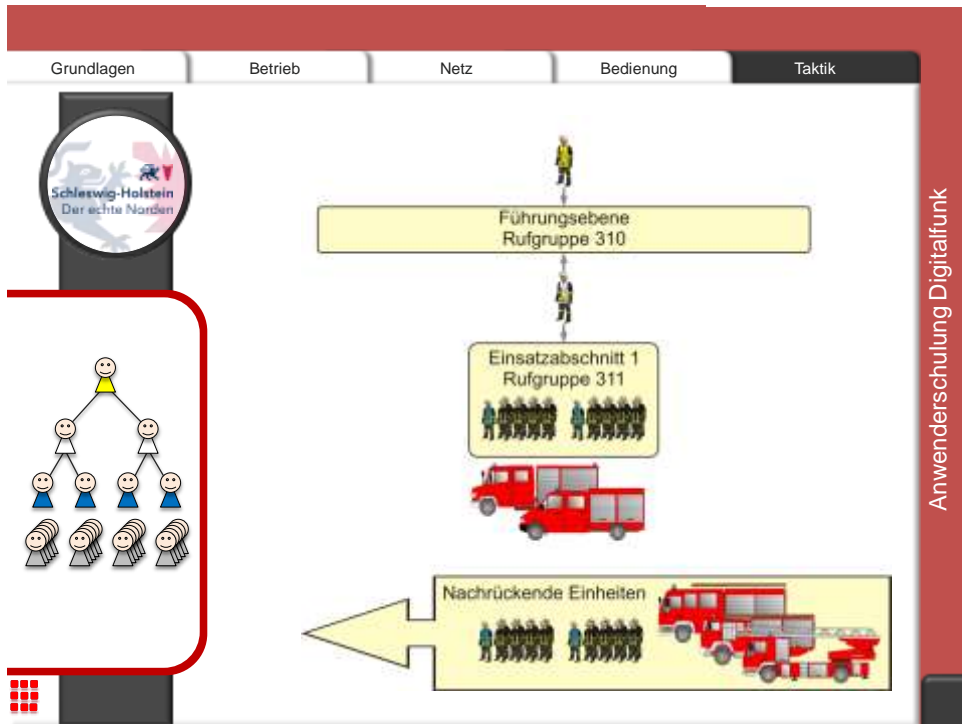 Grundlagen
Betrieb
Netz
Bedienung
Taktik
Schleswig-Holstein
Der echte Norden
Führungsebene
Rufgruppe 310
Einsatzabschnitt 1
Rufgruppe 311
Nachrückende Einheiten
Anwenderschulung Digitalfunk